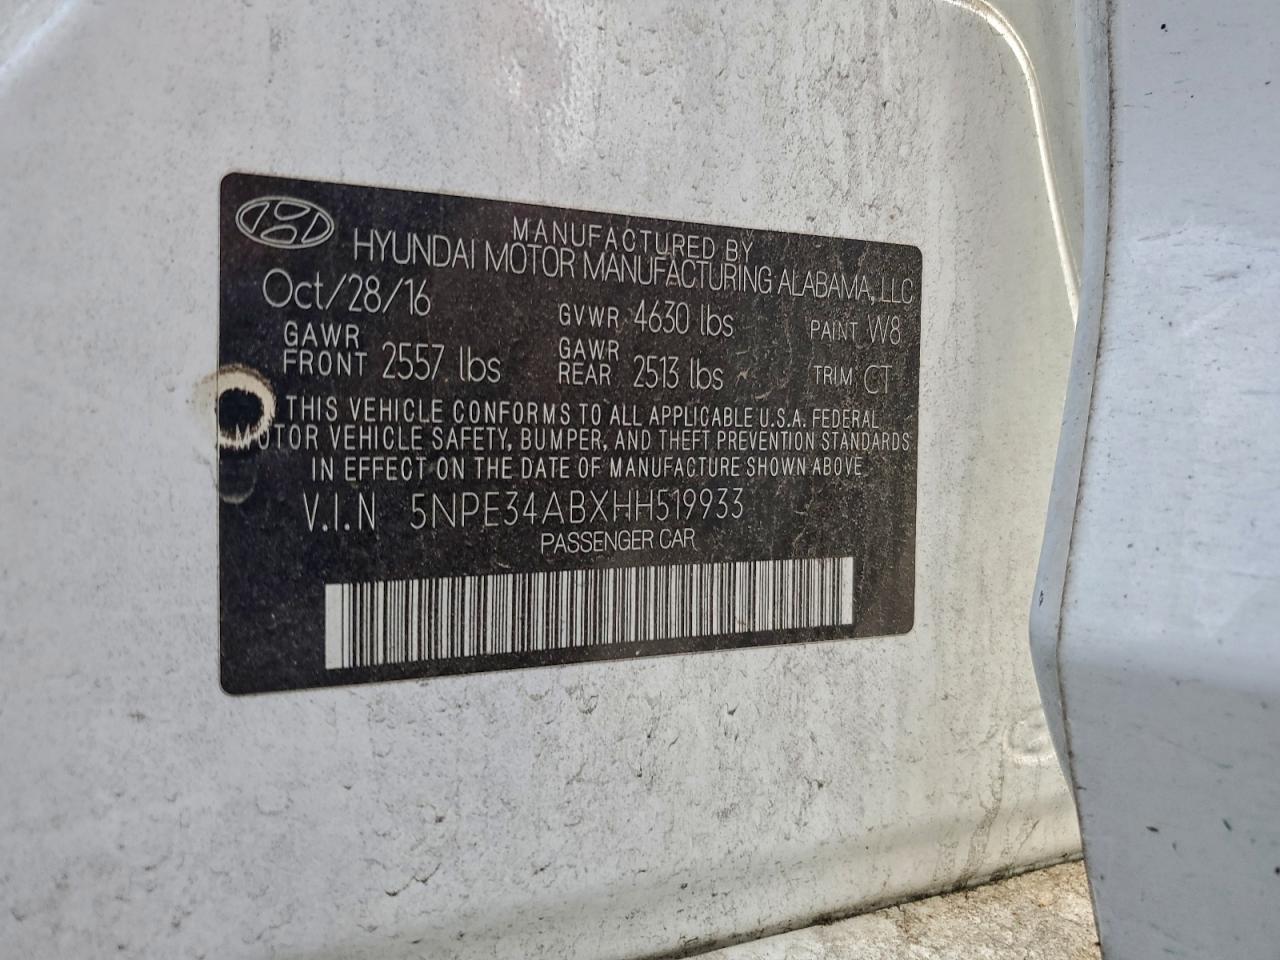 MANUFACTURED BY
HYUNDAI MOTOR MANUFACTURING ALABAMA, LLC
Oct/28/16 GVWR 4630 lbs PAINT W8
GAWR FRONT 2557 lbs GAWR REAR 2513 lbs TRIM CT
THIS VEHICLE CONFORMS TO ALL APPLICABLE U.S.A. FEDERAL
MOTOR VEHICLE SAFETY, BUMPER, AND THEFT PREVENTION STANDARDS
IN EFFECT ON THE DATE OF MANUFACTURE SHOWN ABOVE
V.I.N 5NPE34ABXHH519933
PASSENGER CAR